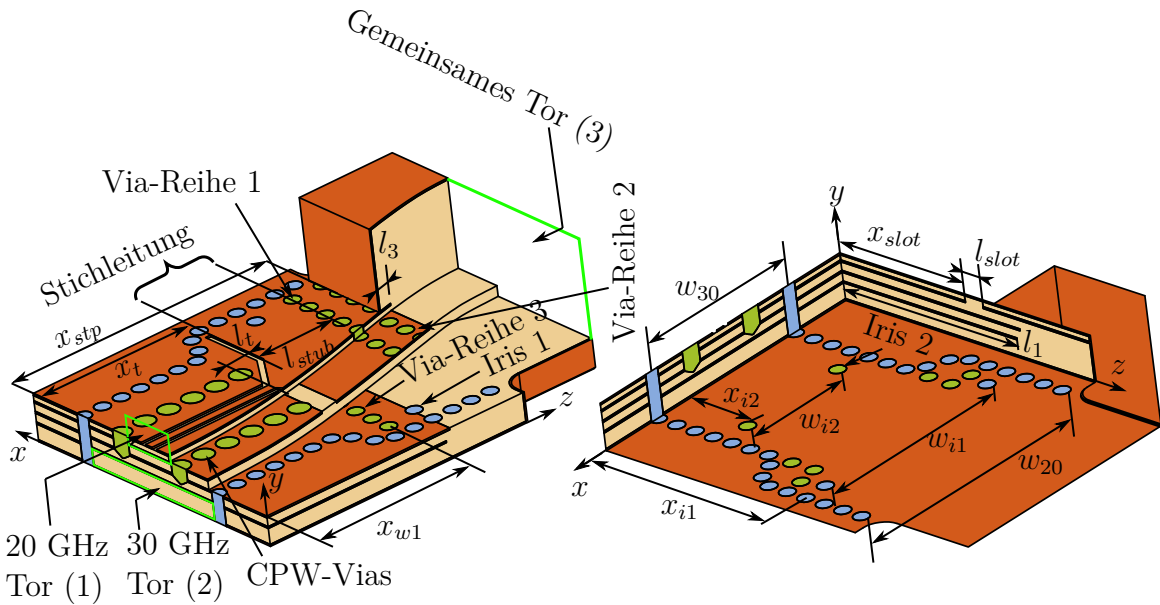 Gemeinsames Tor (3)
Via-Reihe 1
Stichleitung
l3
Via-Reihe 2
xstp
xt
lt
lstub
Via-Reihe 3
Iris 1
z
x
y
xw1
20 GHz
Tor (1)
30 GHz
Tor (2)
CPW-Vias
y
xslot
lslot
w30
Iris 2
l1
z
xi2
wi2
wi1
w20
x
xi1